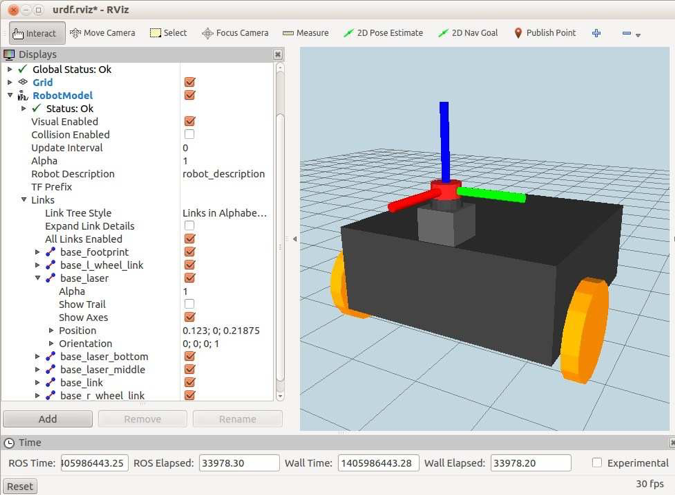 urdf.rviz* - RViz
Interact Move Camera Select Focus Camera Measure 2D Pose Estimate 2D Nav Goal Publish Point
Displays
Global Status: Ok
Grid
RobotModel
Status: Ok
Visual Enabled
Collision Enabled
Update Interval 0
Alpha 1
Robot Description robot_description
TF Prefix
Links
Link Tree Style Links in Alphabe...
Expand Link Details
All Links Enabled
base_footprint
base_l_wheel_link
base_laser
Alpha 1
Show Trail
Show Axes
Position 0.123; 0; 0.21875
Orientation 0; 0; 0; 1
base_laser_bottom
base_laser_middle
base_link
base_r_wheel_link
Add Remove Rename
Time
ROS Time: 405986443.25 ROS Elapsed: 33978.30 Wall Time: 1405986443.28 Wall Elapsed: 33978.20 Experimental
Reset 30 fps